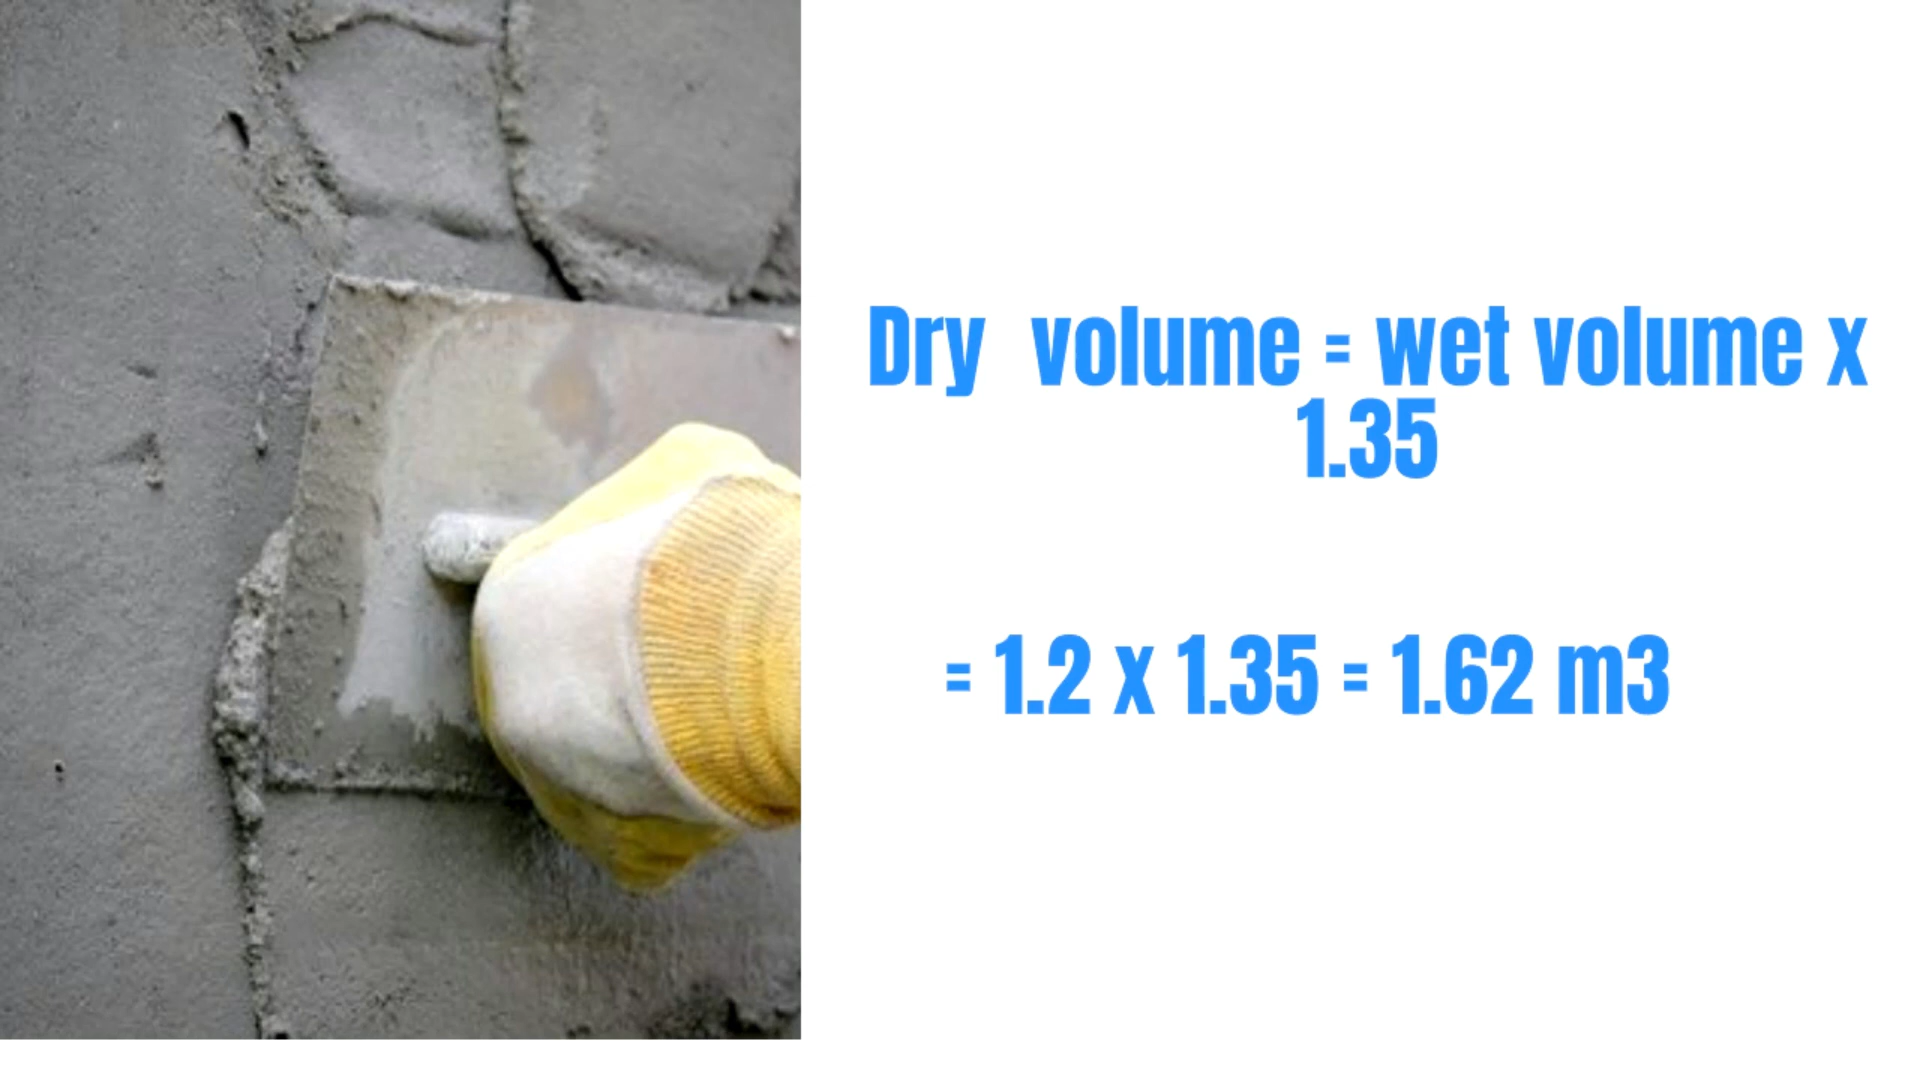 Dry volume = wet volume x
1.35
= 1.2 x 1.35 = 1.62 m3